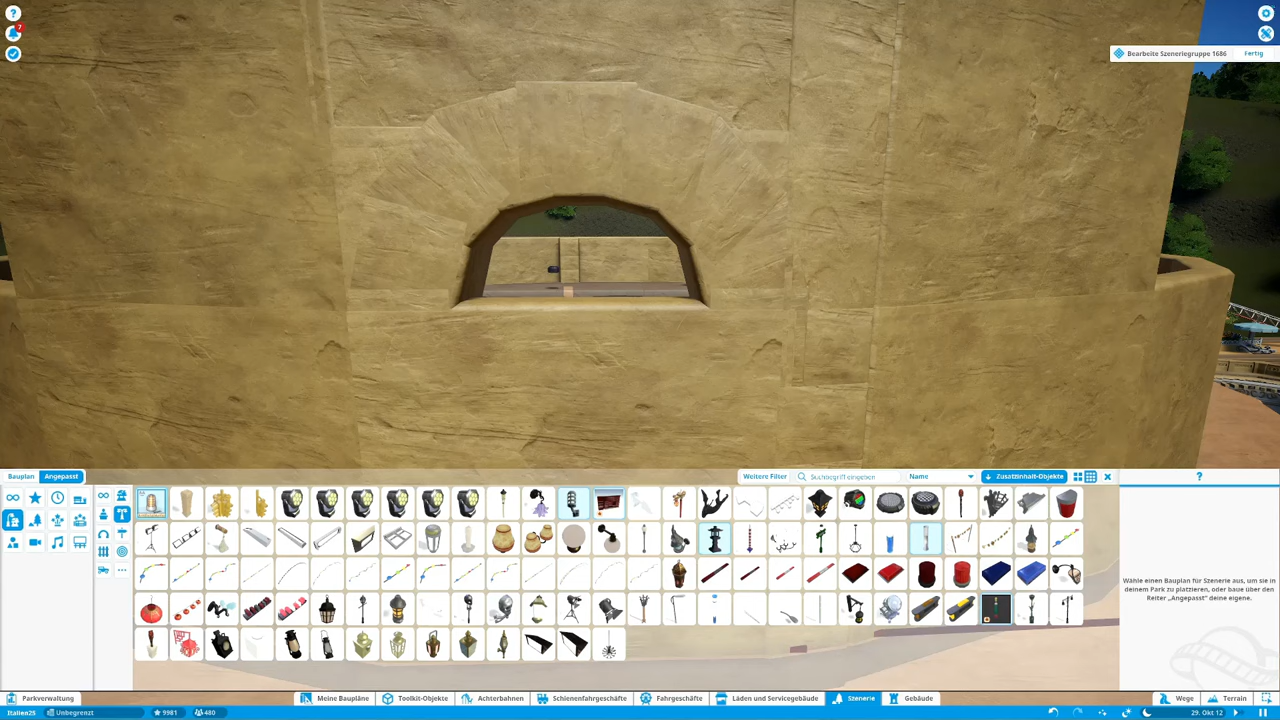 ?
7
Bearbeite Szeneriegruppe 1686 Fertig
Bauplan Angepasst Weitere Filter Suchbegriff eingeben Name Zusatzinhalt-Objekte ?
Wähle einen Bauplan für Szenerie aus, um sie in
deinem Park zu platzieren, oder baue über den
Reiter „Angepasst" deine eigene.
Parkverwaltung Meine Baupläne Toolkit-Objekte Achterbahnen Schienenfahrgeschäfte Fahrgeschäfte Läden und Servicegebäude Szenerie Gebäude Wege Terrain
Italien25 Unbegrenzt 9981 480 29. Okt 12